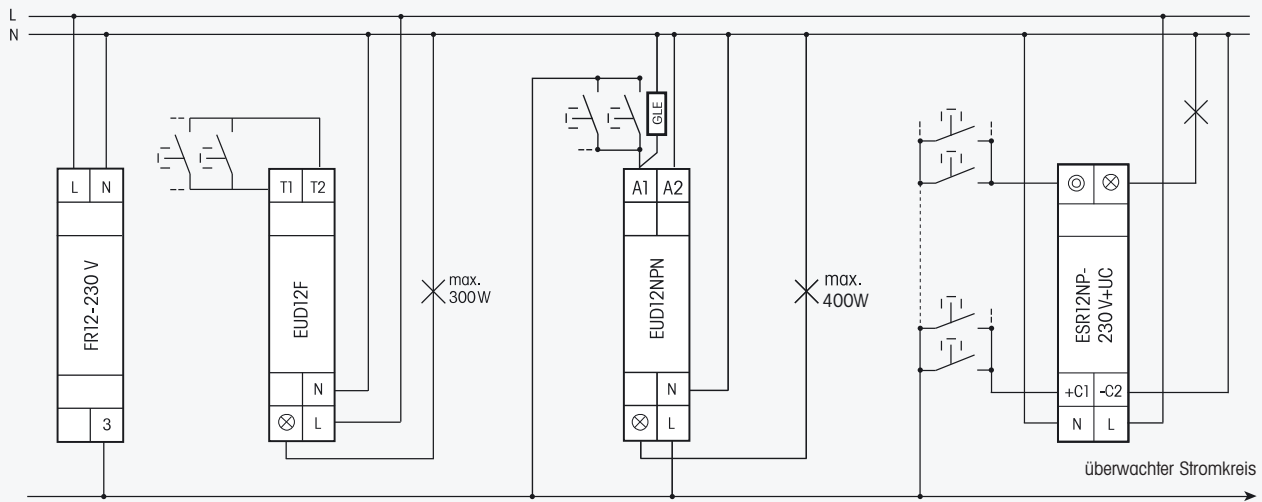 L
N
L N
FR12-230 V
3
T1 T2
EUD12F
N
L
max.
300W
GLE
A1 A2
EUD12NPN
N
L
max.
400W
ESR12NP-
230V+UC
+C1 -C2
N L
überwachter Stromkreis